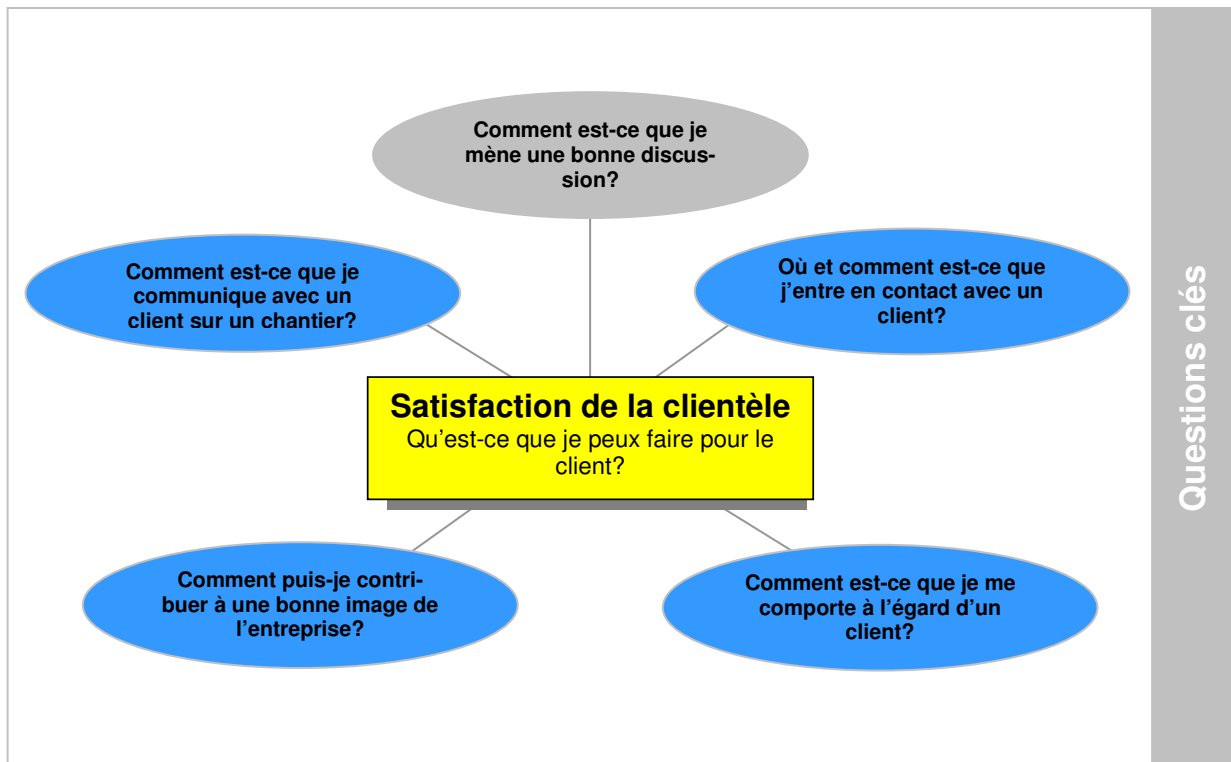 Comment est-ce que je
mène une bonne discus-
sion?
Comment est-ce que je
communique avec un
client sur un chantier?
Où et comment est-ce que
j'entre en contact avec un
client?
Satisfaction de la clientèle
Qu'est-ce que je peux faire pour le
client?
Comment puis-je contri-
buer à une bonne image de
l'entreprise?
Comment est-ce que je me
comporte à l'égard d'un
client?
Questions clés